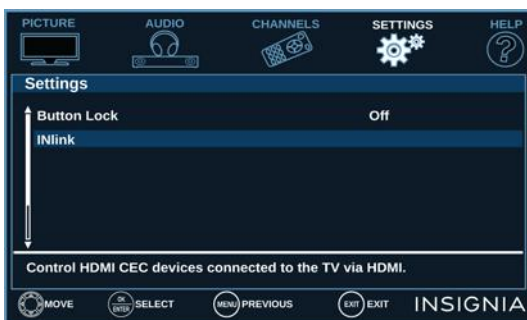 PICTURE AUDIO CHANNELS SETTINGS HELP
Settings
Button Lock Off
INlink
Control HDMI CEC devices connected to the TV via HDMI.
MOVE OK ENTER SELECT MENU PREVIOUS EXIT EXIT INSIGNIA